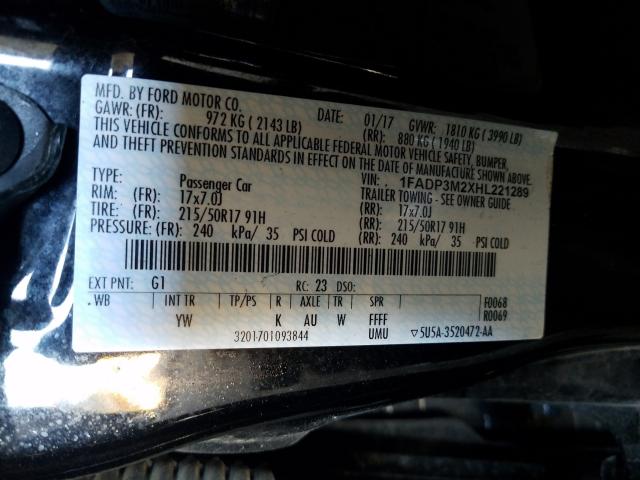 MFD. BY FORD MOTOR CO.
DATE: 01/17 GVWR: 1810 KG ( 3990 LB)
GAWR: (FR): 972 KG ( 2143 LB) (RR): 880 KG ( 1940 LB)
THIS VEHICLE CONFORMS TO ALL APPLICABLE FEDERAL MOTOR VEHICLE SAFETY, BUMPER,
AND THEFT PREVENTION STANDARDS IN EFFECT ON THE DATE OF MANUFACTURE SHOWN ABOVE.
VIN: 1FADP3M2XHL221289
TYPE: Passenger Car TRAILER TOWING - SEE OWNER GUIDE
RIM: (FR): 17x7.0J (RR): 17x7.0J
TIRE: (FR): 215/50R17 91H (RR): 215/50R17 91H
PRESSURE: (FR): 240 kPa/ 35 PSI COLD (RR): 240 kPa/ 35 PSI COLD
EXT PNT: G1 RC: 23 DSO:
WB INT TR TP/PS R AXLE TR SPR F0068
YW K AU W FFFF R0069
3201701093844 UMU ▽5U5A-3520472-AA